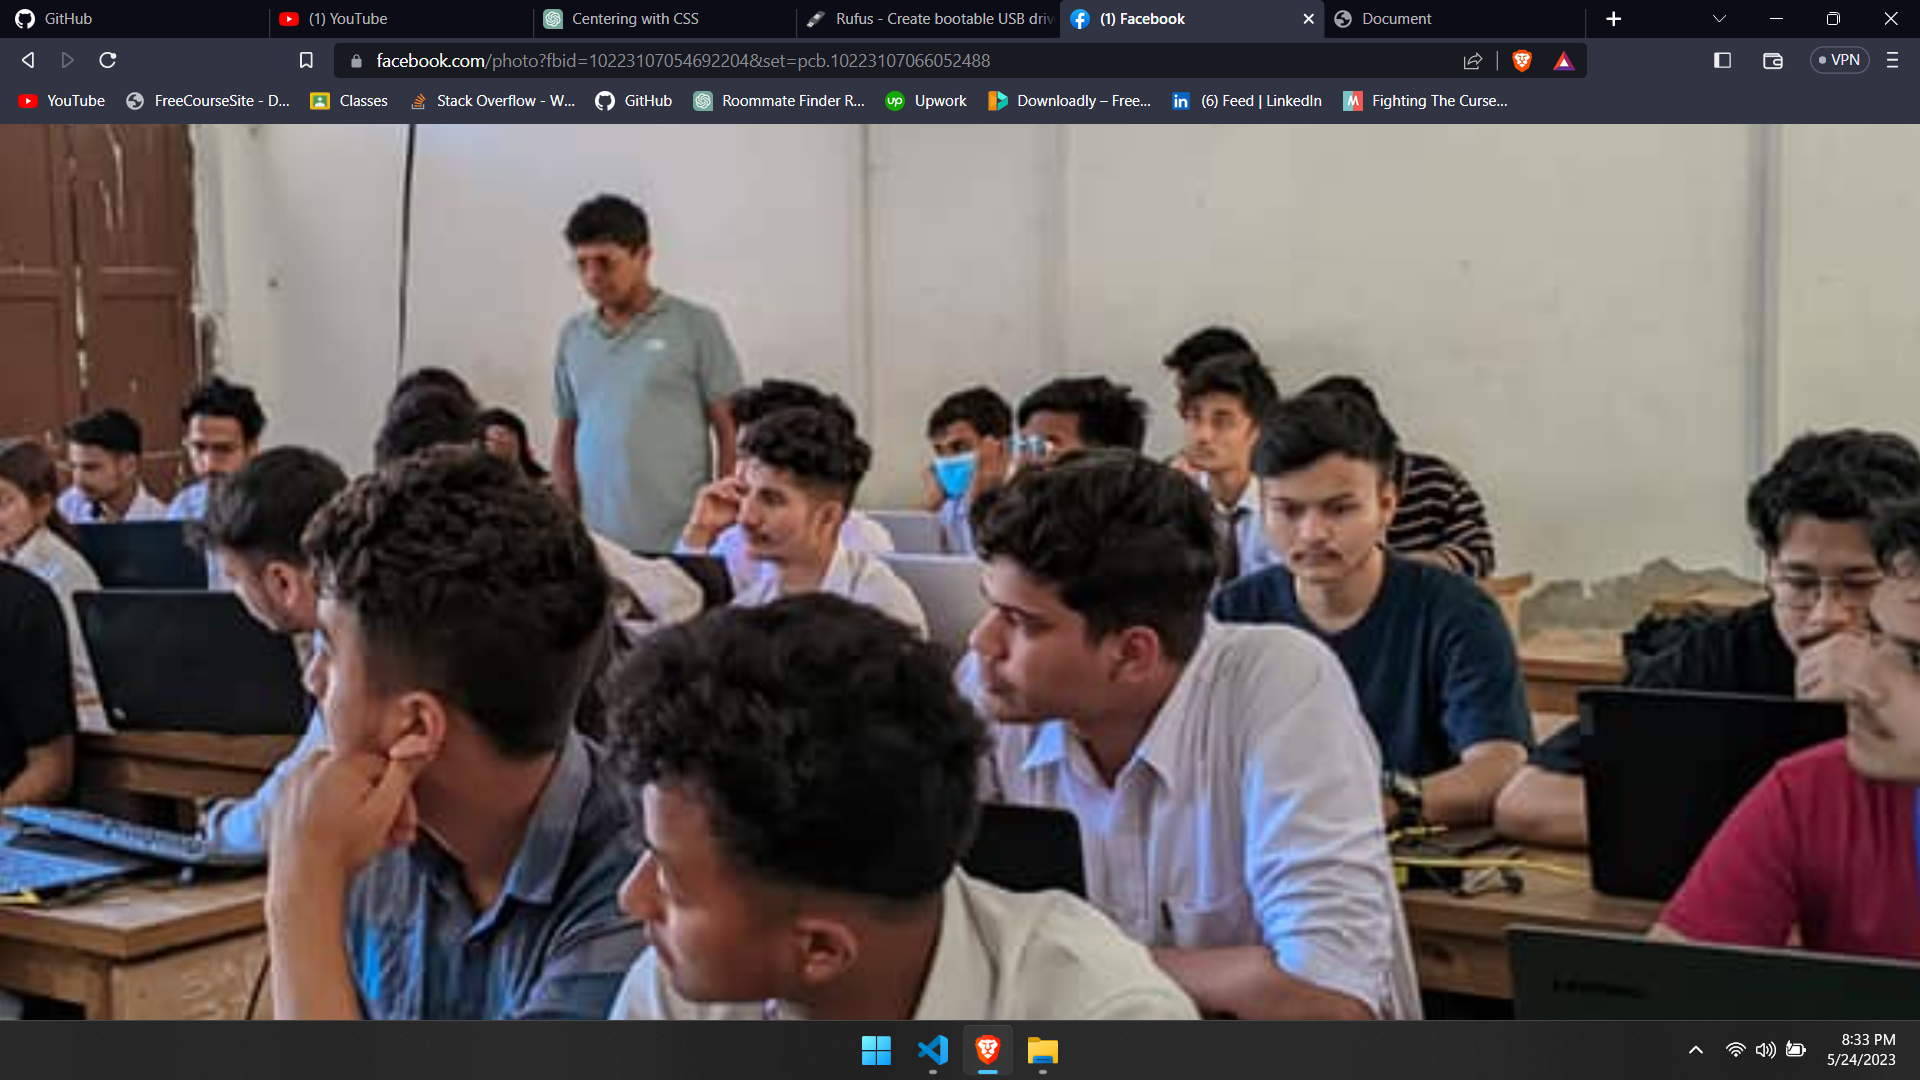 GitHub
(1) YouTube
Centering with CSS
Rufus - Create bootable USB driv
(1) Facebook
Document
facebook.com/photo?fbid=10223107054692204&set=pcb.10223107066052488
VPN
YouTube
FreeCourseSite - D...
Classes
Stack Overflow - W...
GitHub
Roommate Finder R...
up
Upwork
Downloadly – Free...
in
(6) Feed | LinkedIn
M
Fighting The Curse...
8:33 PM
5/24/2023